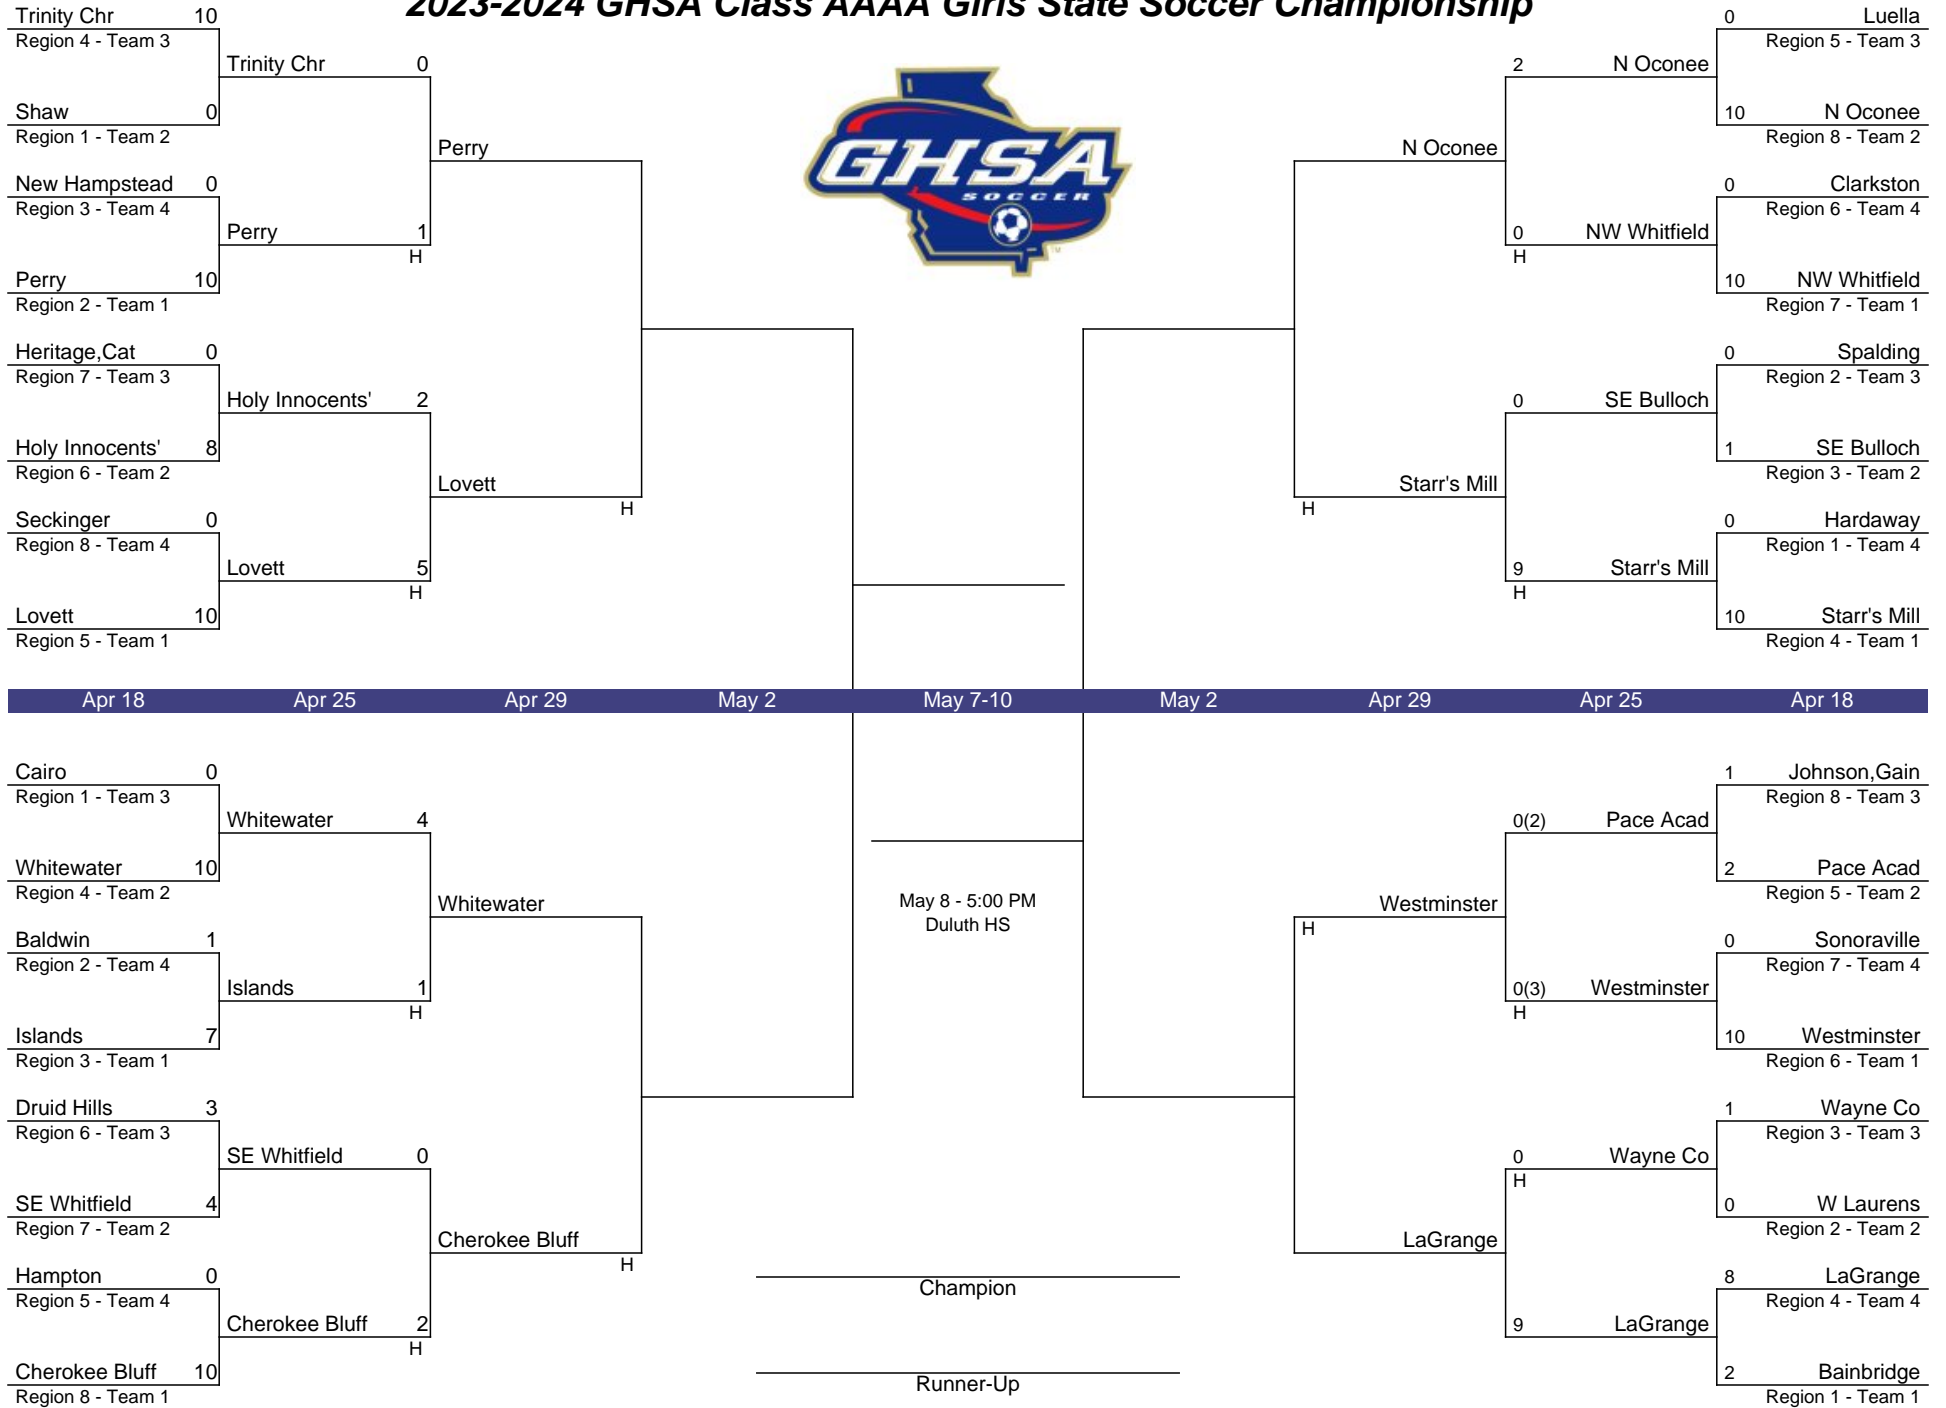 2023-2024 GHSA Class AAAA Girls State Soccer Championship
Trinity Chr 10
Region 4 - Team 3
Shaw 0
Region 1 - Team 2
New Hampstead 0
Region 3 - Team 4
Perry 10
Region 2 - Team 1
Heritage,Cat 0
Region 7 - Team 3
Holy Innocents' 8
Region 6 - Team 2
Seckinger 0
Region 8 - Team 4
Lovett 10
Region 5 - Team 1
Trinity Chr 0
Perry 1
H
Holy Innocents' 2
Lovett 5
H
Perry
Lovett
H
GHSA
SOCCER
TM
N Oconee
Starr's Mill
H
2 N Oconee
0 NW Whitfield
H
0 SE Bulloch
9 Starr's Mill
H
0 Luella
Region 5 - Team 3
10 N Oconee
Region 8 - Team 2
0 Clarkston
Region 6 - Team 4
10 NW Whitfield
Region 7 - Team 1
0 Spalding
Region 2 - Team 3
1 SE Bulloch
Region 3 - Team 2
0 Hardaway
Region 1 - Team 4
10 Starr's Mill
Region 4 - Team 1
Apr 18 Apr 25 Apr 29 May 2 May 7-10 May 2 Apr 29 Apr 25 Apr 18
Cairo 0
Region 1 - Team 3
Whitewater 10
Region 4 - Team 2
Baldwin 1
Region 2 - Team 4
Islands 7
Region 3 - Team 1
Druid Hills 3
Region 6 - Team 3
SE Whitfield 4
Region 7 - Team 2
Hampton 0
Region 5 - Team 4
Cherokee Bluff 10
Region 8 - Team 1
Whitewater 4
Islands 1
H
SE Whitfield 0
Cherokee Bluff 2
H
Whitewater
Cherokee Bluff
H
May 8 - 5:00 PM
Duluth HS
Champion
Runner-Up
Westminster
H
LaGrange
0(2) Pace Acad
0(3) Westminster
H
0 Wayne Co
H
9 LaGrange
1 Johnson,Gain
Region 8 - Team 3
2 Pace Acad
Region 5 - Team 2
0 Sonoraville
Region 7 - Team 4
10 Westminster
Region 6 - Team 1
1 Wayne Co
Region 3 - Team 3
0 W Laurens
Region 2 - Team 2
8 LaGrange
Region 4 - Team 4
2 Bainbridge
Region 1 - Team 1